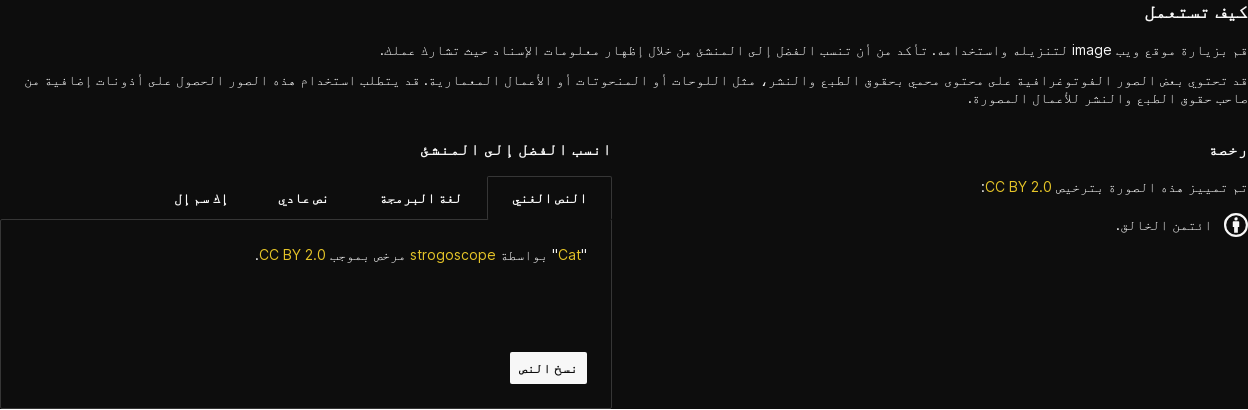 كيف تستعمل
قم بزيارة موقع ويب image لتنزيله واستخدامه. تأكد من أن تنسب الفضل إلى المنشئ من خلال إظهار معلومات الإسناد حيث تشارك عملك.
قد تحتوي بعض الصور الفوتوغرافية على محتوى محمي بحقوق الطبع والنشر، مثل اللوحات أو المنحوتات أو الأعمال المعمارية. قد يتطلب استخدام هذه الصور الحصول على أذونات إضافية من
صاحب حقوق الطبع والنشر للأعمال المصورة.
رخصة
تم تمييز هذه الصورة بترخيص CC BY 2.0:
ائتمن الخالق.
انسب الفضل إلى المنشئ
النص الغني
لغة البرمجة
نص عادي
إك سم إل
"Cat" بواسطة strogoscope مرخص بموجب CC BY 2.0.
نسخ النص